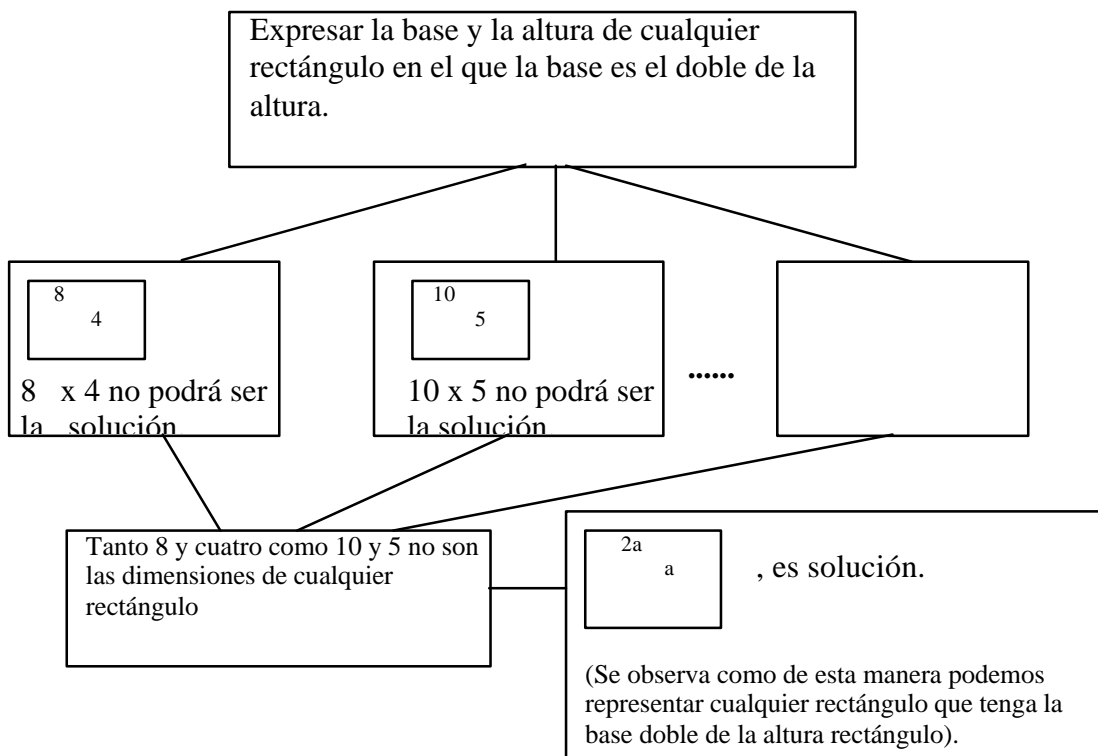 Expresar la base y la altura de cualquier
rectángulo en el que la base es el doble de la
altura.
8
4
8 x 4 no podrá ser
la solución
10
5
10 x 5 no podrá ser
la solución
......
Tanto 8 y cuatro como 10 y 5 no son
las dimensiones de cualquier
rectángulo
2a
a
, es solución.
(Se observa como de esta manera podemos
representar cualquier rectángulo que tenga la
base doble de la altura rectángulo).